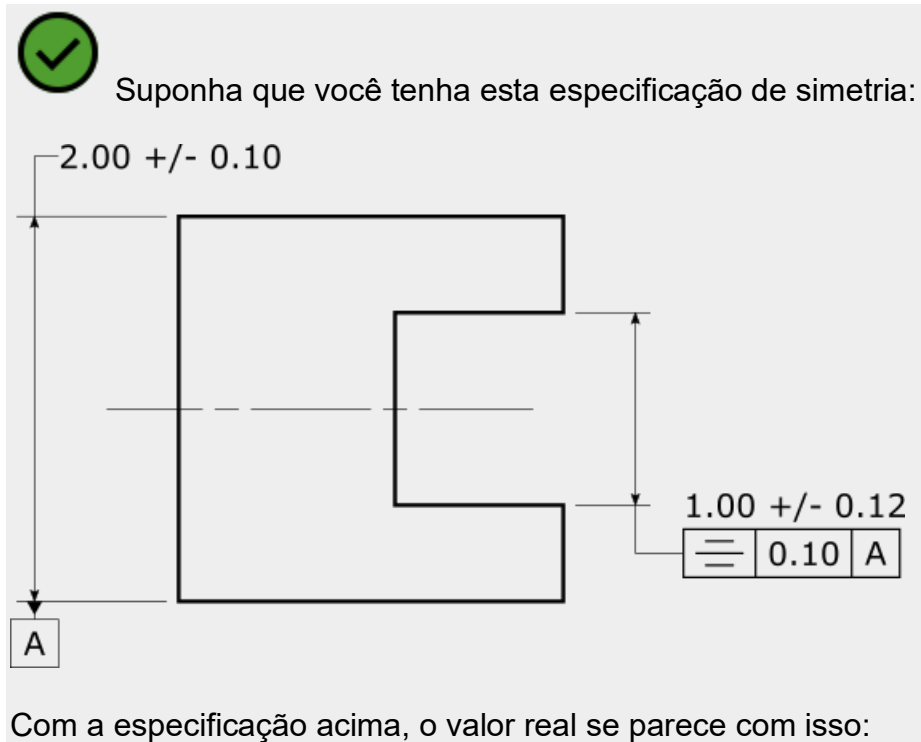 Suponha que você tenha esta especificação de simetria:
2.00 +/- 0.10
1.00 +/- 0.12
0.10 A
A
Com a especificação acima, o valor real se parece com isso: